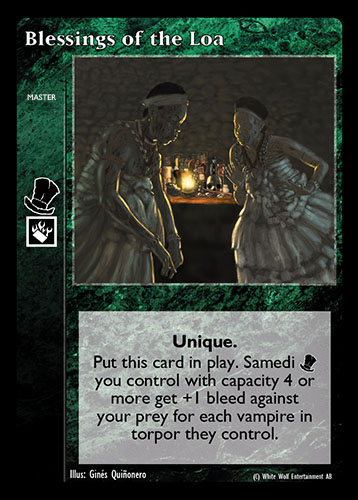 Blessings of the Loa
MASTER
Unique.
Put this card in play. Samedi
you control with capacity 4 or
more get +1 bleed against
your prey for each vampire in
torpor they control.
Illus: Ginés Quiñonero
(C) White Wolf Entertainment AB